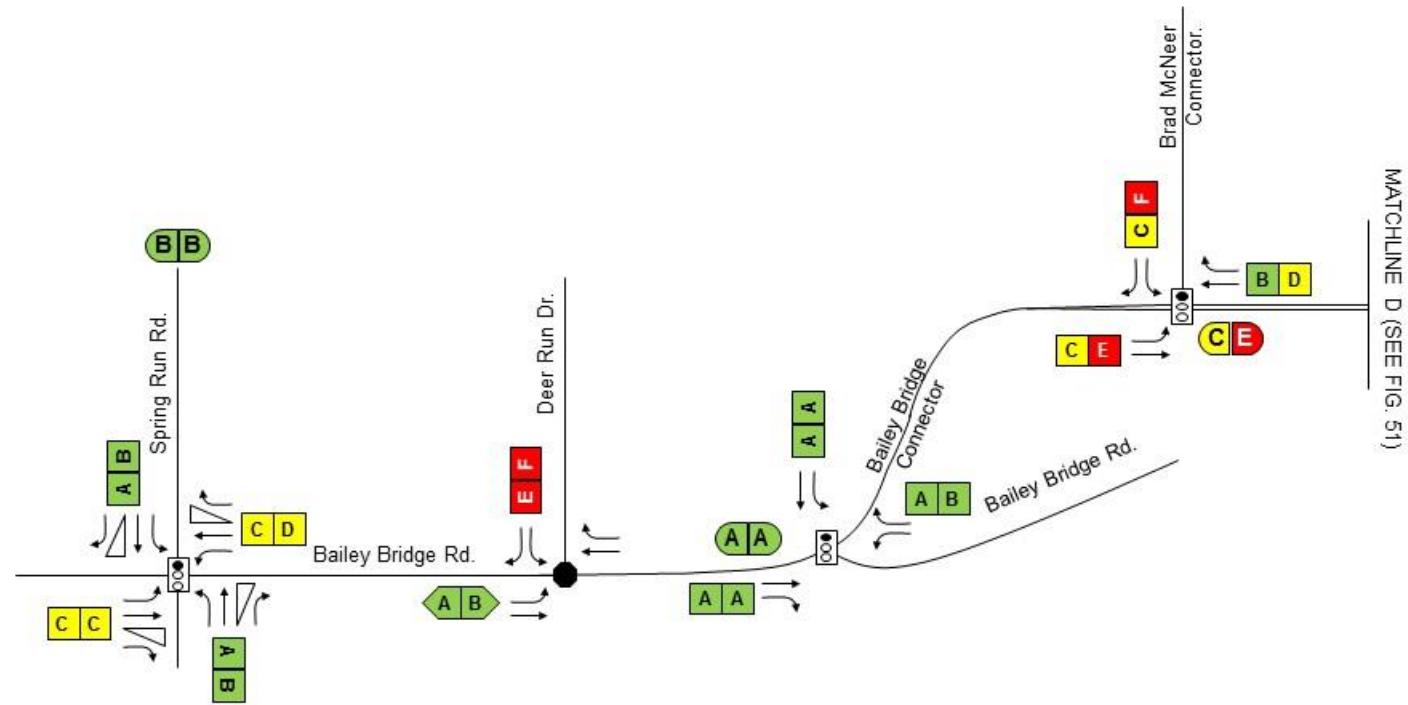 Brad McNeer
Connector.
MATCHLINE D (SEE FIG. 51)
F
C
B D
C E
C E
B B
Spring Run Rd.
Deer Run Dr.
Bailey Bridge
Connector
Bailey Bridge Rd.
A A
A B
A B
E F
C D
Bailey Bridge Rd.
A A
A B
A A
C C
A B